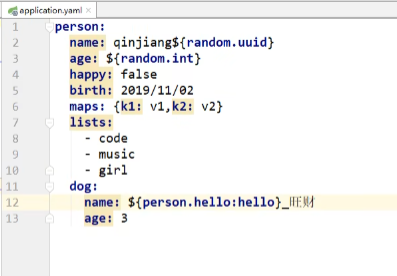 application.yaml
1 person:
2   name: qinjiang${random.uuid}
3   age: ${random.int}
4   happy: false
5   birth: 2019/11/02
6   maps: {k1: v1,k2: v2}
7   lists:
8     - code
9     - music
10     - girl
11   dog:
12     name: ${person.hello:hello}_旺财
13     age: 3